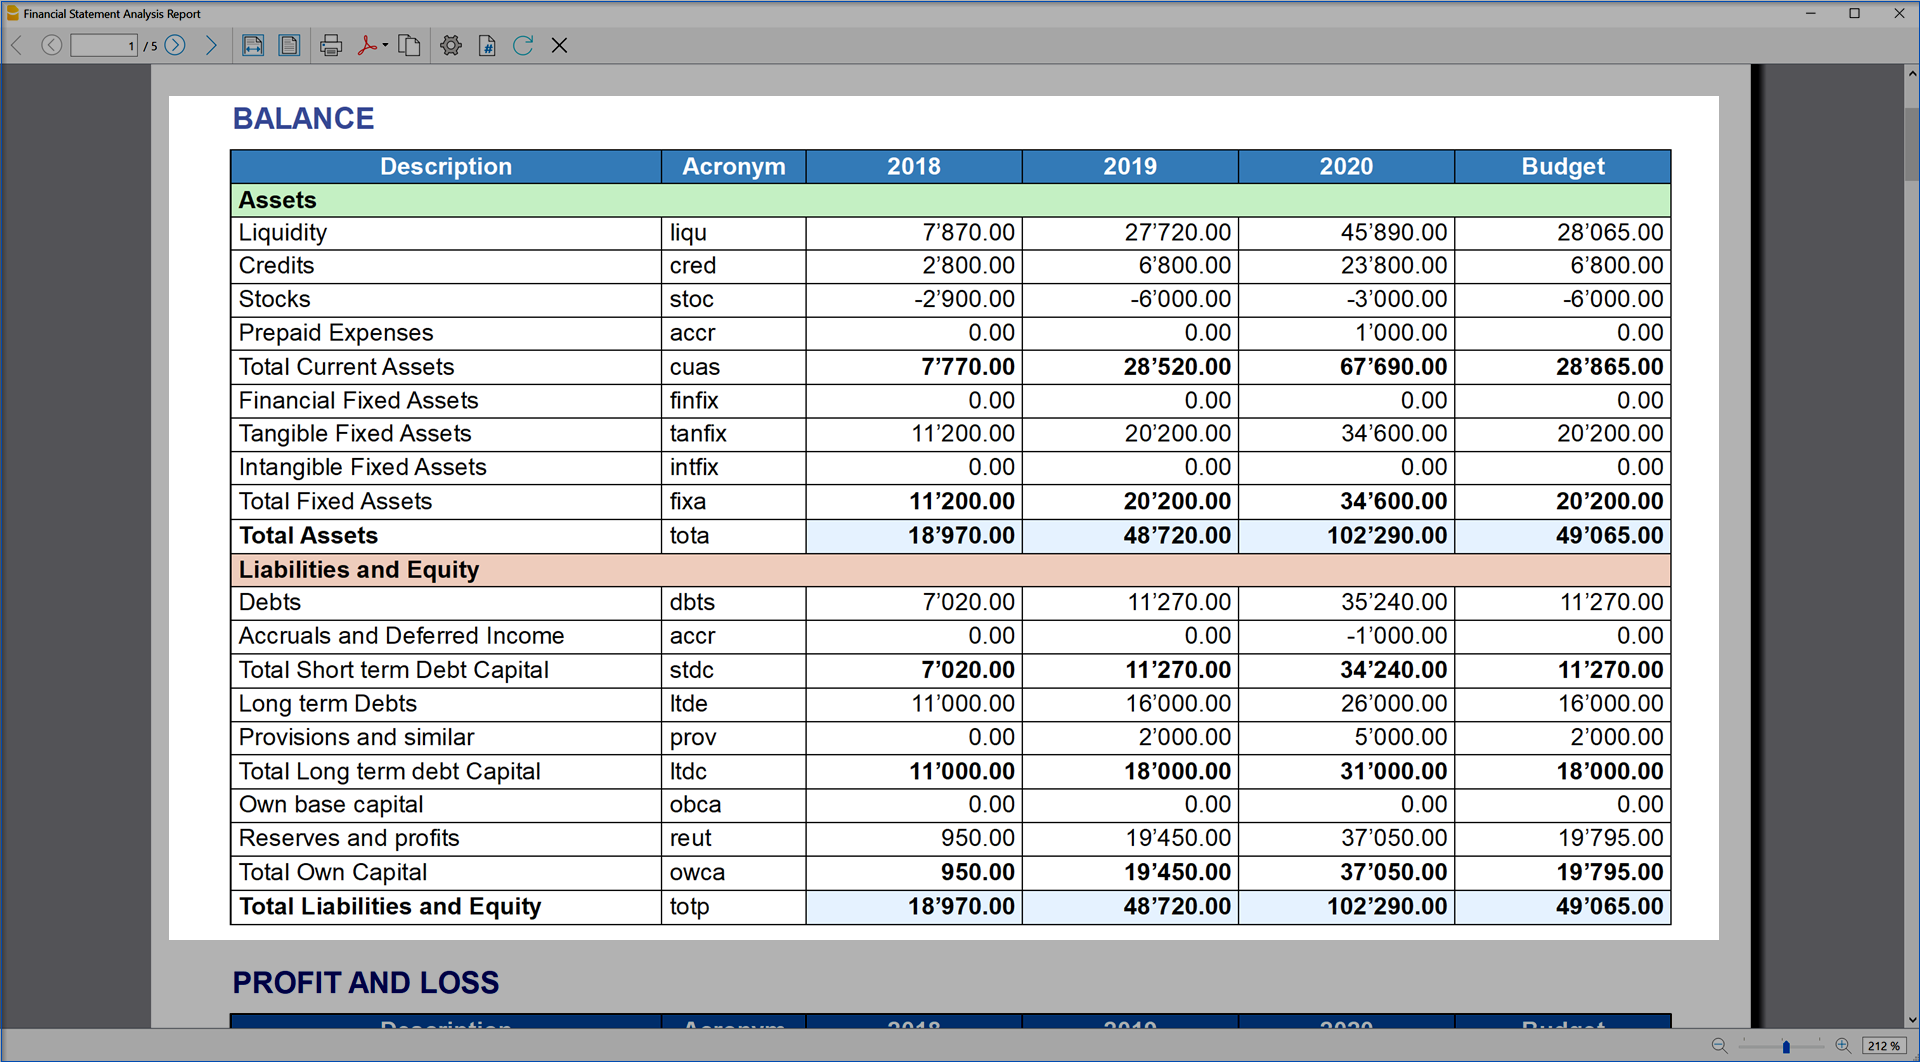 Financial Statement Analysis Report
1 / 5
BALANCE
Description Acronym 2018 2019 2020 Budget
Assets
Liquidity liqu 7’870.00 27’720.00 45’890.00 28’065.00
Credits cred 2’800.00 6’800.00 23’800.00 6’800.00
Stocks stoc -2’900.00 -6’000.00 -3’000.00 -6’000.00
Prepaid Expenses accr 0.00 0.00 1’000.00 0.00
Total Current Assets cuas 7’770.00 28’520.00 67’690.00 28’865.00
Financial Fixed Assets finfix 0.00 0.00 0.00 0.00
Tangible Fixed Assets tanfix 11’200.00 20’200.00 34’600.00 20’200.00
Intangible Fixed Assets intfix 0.00 0.00 0.00 0.00
Total Fixed Assets fixa 11’200.00 20’200.00 34’600.00 20’200.00
Total Assets tota 18’970.00 48’720.00 102’290.00 49’065.00
Liabilities and Equity
Debts dbts 7’020.00 11’270.00 35’240.00 11’270.00
Accruals and Deferred Income accr 0.00 0.00 -1’000.00 0.00
Total Short term Debt Capital stdc 7’020.00 11’270.00 34’240.00 11’270.00
Long term Debts ltde 11’000.00 16’000.00 26’000.00 16’000.00
Provisions and similar prov 0.00 2’000.00 5’000.00 2’000.00
Total Long term debt Capital ltdc 11’000.00 18’000.00 31’000.00 18’000.00
Own base capital obca 0.00 0.00 0.00 0.00
Reserves and profits reut 950.00 19’450.00 37’050.00 19’795.00
Total Own Capital owca 950.00 19’450.00 37’050.00 19’795.00
Total Liabilities and Equity totp 18’970.00 48’720.00 102’290.00 49’065.00
PROFIT AND LOSS
Description Acronym 2018 2019 2020 Budget
212 %